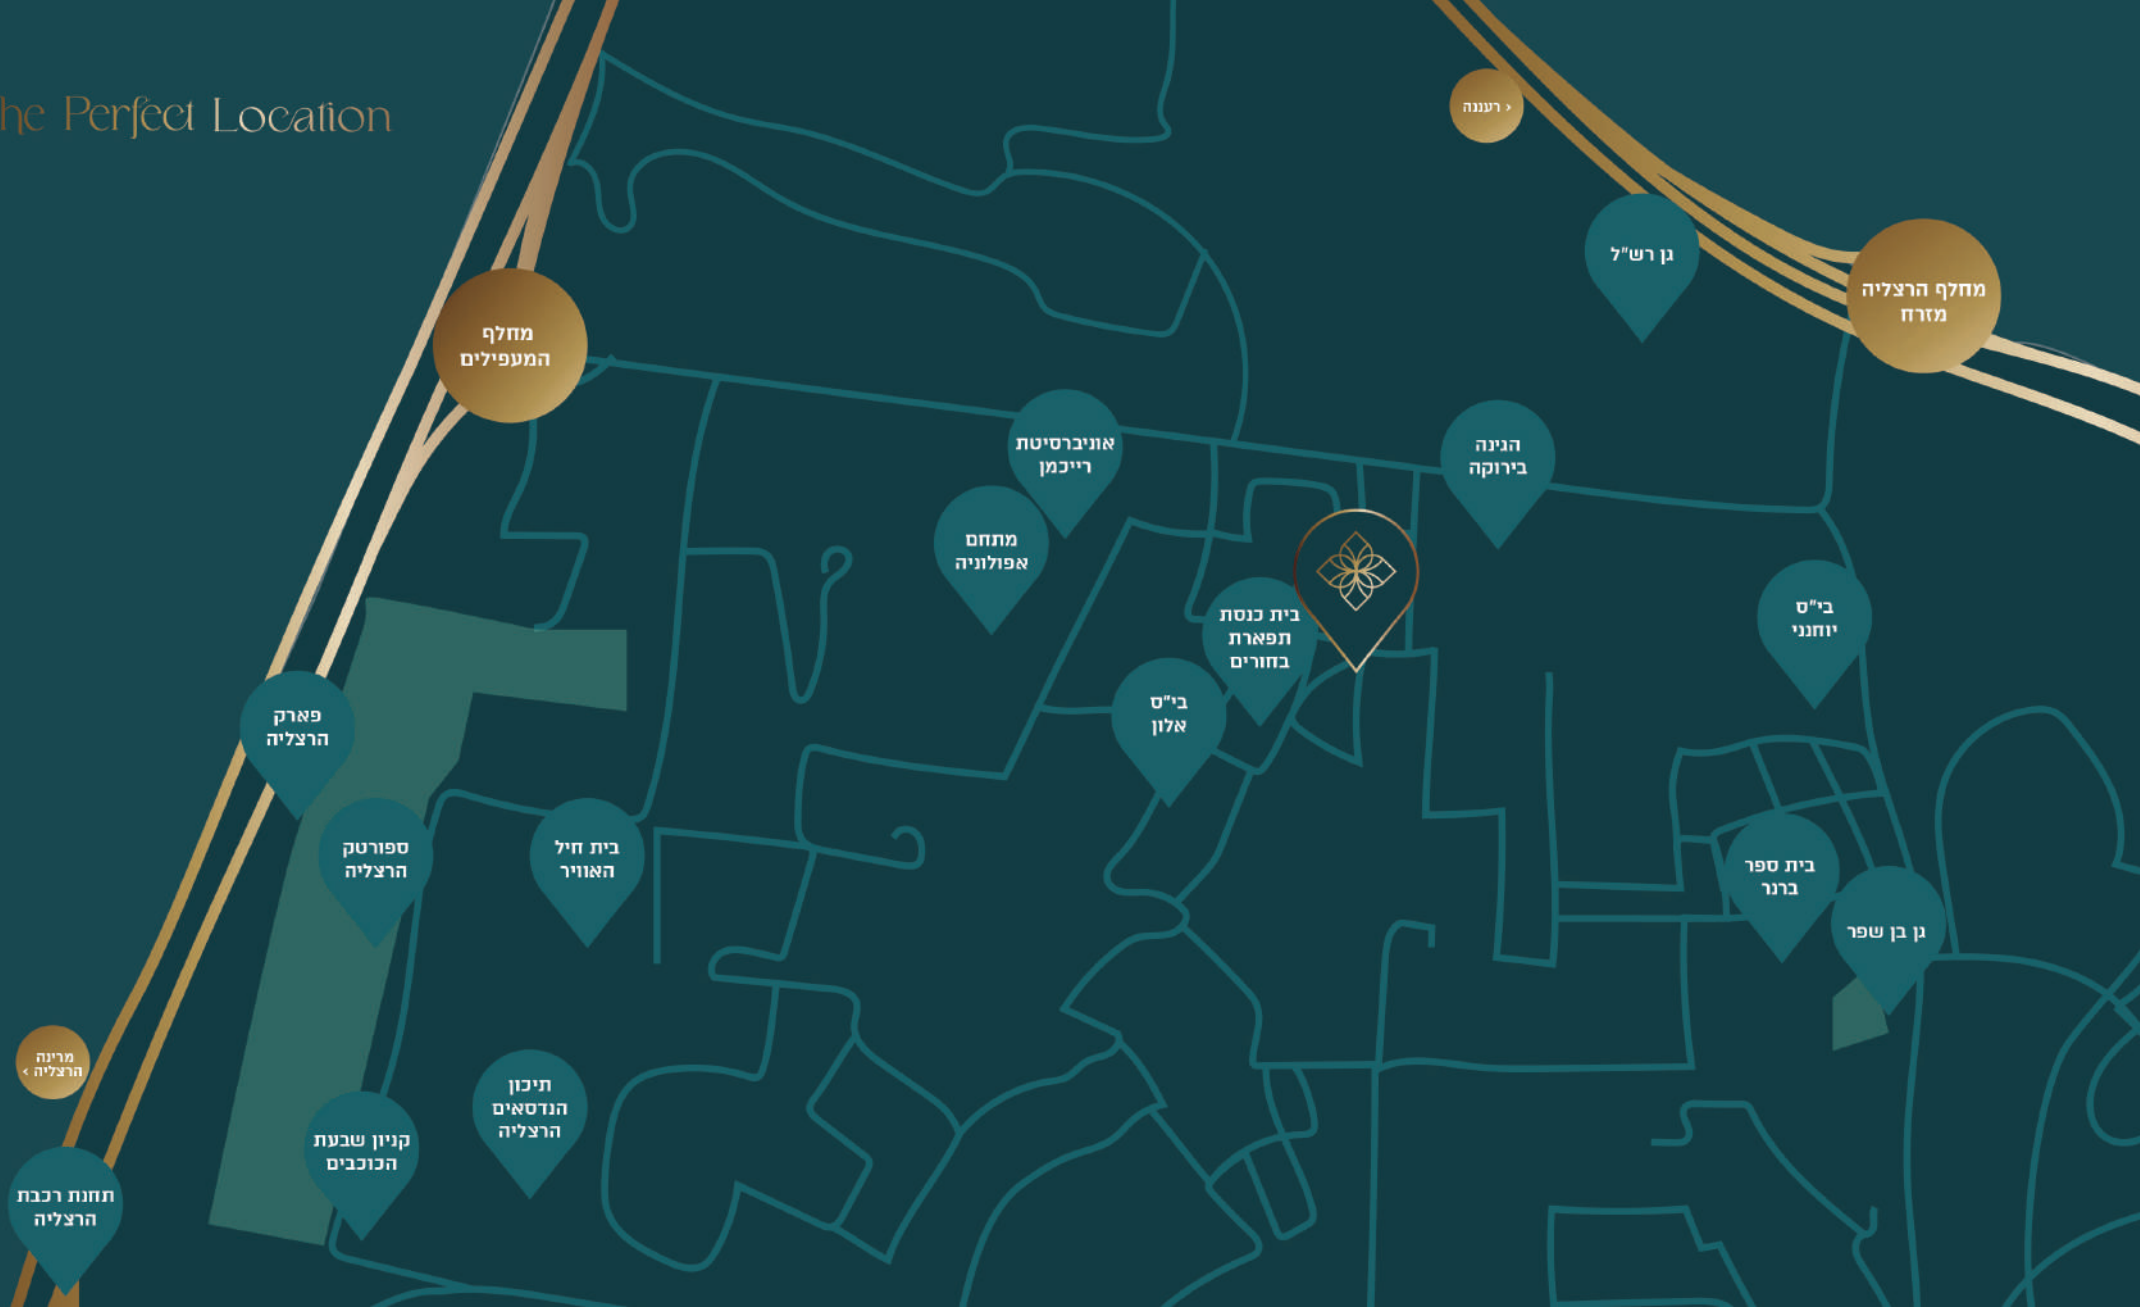 he Perfect Location
‹ רעננה
גן רש"ל
מחלף הרצליה
מזרח
מחלף
המעפילים
אוניברסיטת
רייכמן
הגינה
בירוקה
מתחם
אפולוניה
בית כנסת
תפארת
בחורים
בי"ס
יוחנני
בי"ס
אלון
פארק
הרצליה
ספורטק
הרצליה
בית חיל
האוויר
בית ספר
ברנר
גן בן שפר
מרינה
הרצליה ›
תיכון
הנדסאים
הרצליה
קניון שבעת
הכוכבים
תחנת רכבת
הרצליה